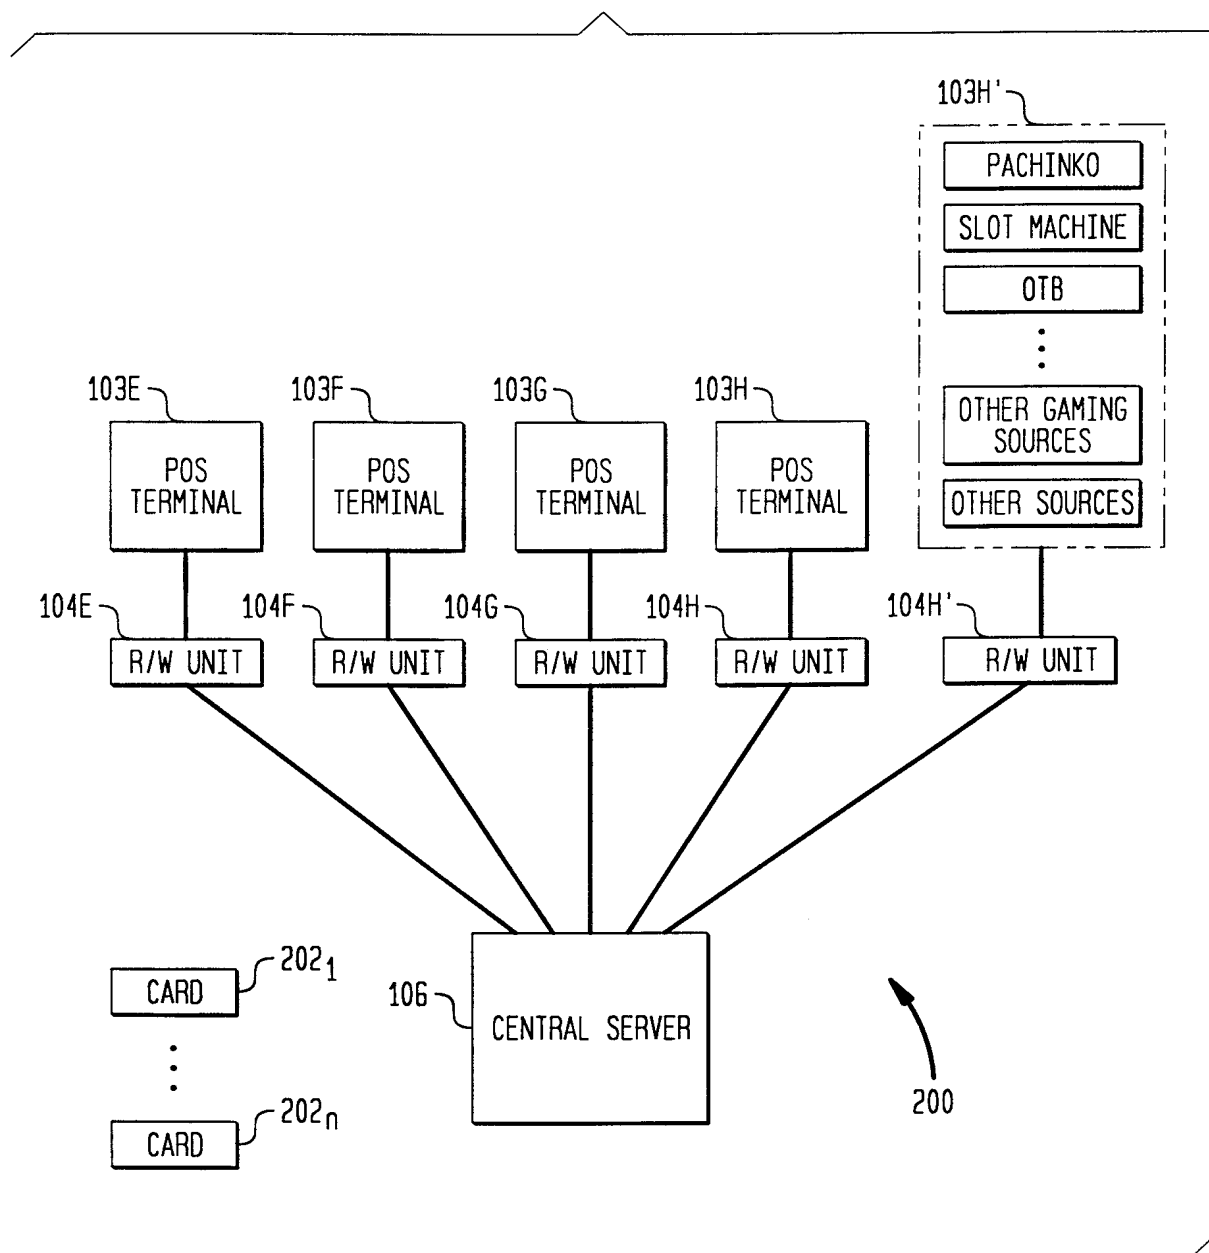 103H'
PACHINKO
SLOT MACHINE
OTB
OTHER GAMING
SOURCES
OTHER SOURCES
103E
103F
103G
103H
POS
TERMINAL
POS
TERMINAL
POS
TERMINAL
POS
TERMINAL
104E
104F
104G
104H
104H'
R/W UNIT
R/W UNIT
R/W UNIT
R/W UNIT
R/W UNIT
202₁
CARD
106
CENTRAL SERVER
200
202ₙ
CARD